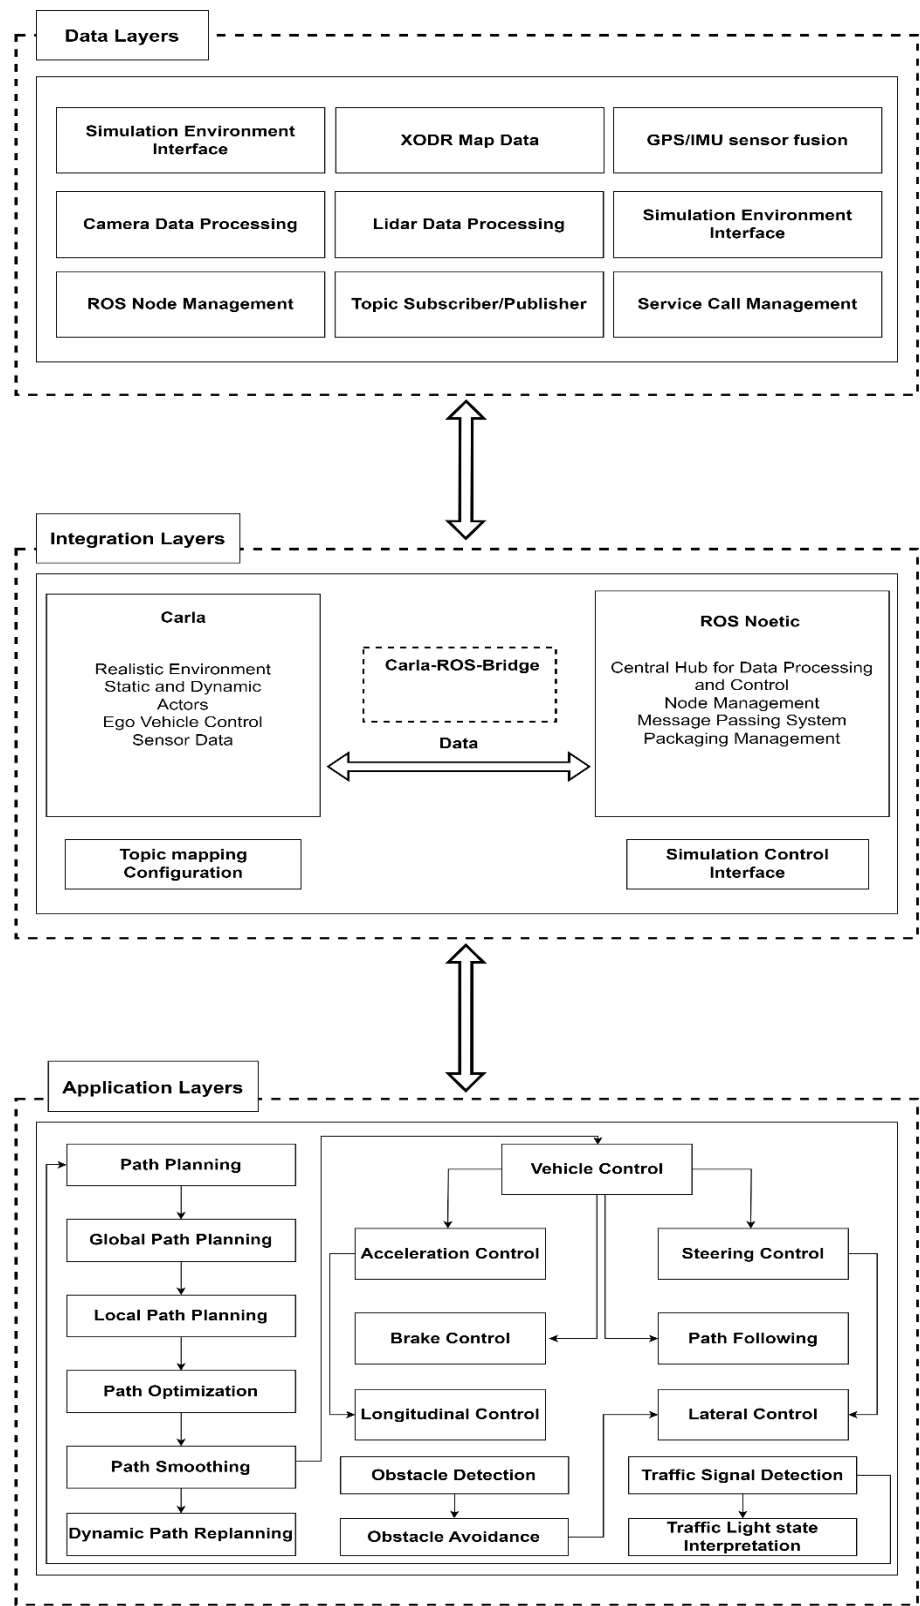 Data Layers
Simulation Environment
Interface
XODR Map Data
GPS/IMU sensor fusion
Camera Data Processing
Lidar Data Processing
Simulation Environment
Interface
ROS Node Management
Topic Subscriber/Publisher
Service Call Management
Integration Layers
Carla
Realistic Environment
Static and Dynamic
Actors
Ego Vehicle Control
Sensor Data
Carla-ROS-Bridge
Data
ROS Noetic
Central Hub for Data Processing
and Control
Node Management
Message Passing System
Packaging Management
Topic mapping
Configuration
Simulation Control
Interface
Application Layers
Path Planning
Global Path Planning
Local Path Planning
Path Optimization
Path Smoothing
Dynamic Path Replanning
Vehicle Control
Acceleration Control
Steering Control
Brake Control
Path Following
Longitudinal Control
Lateral Control
Obstacle Detection
Traffic Signal Detection
Obstacle Avoidance
Traffic Light state
Interpretation